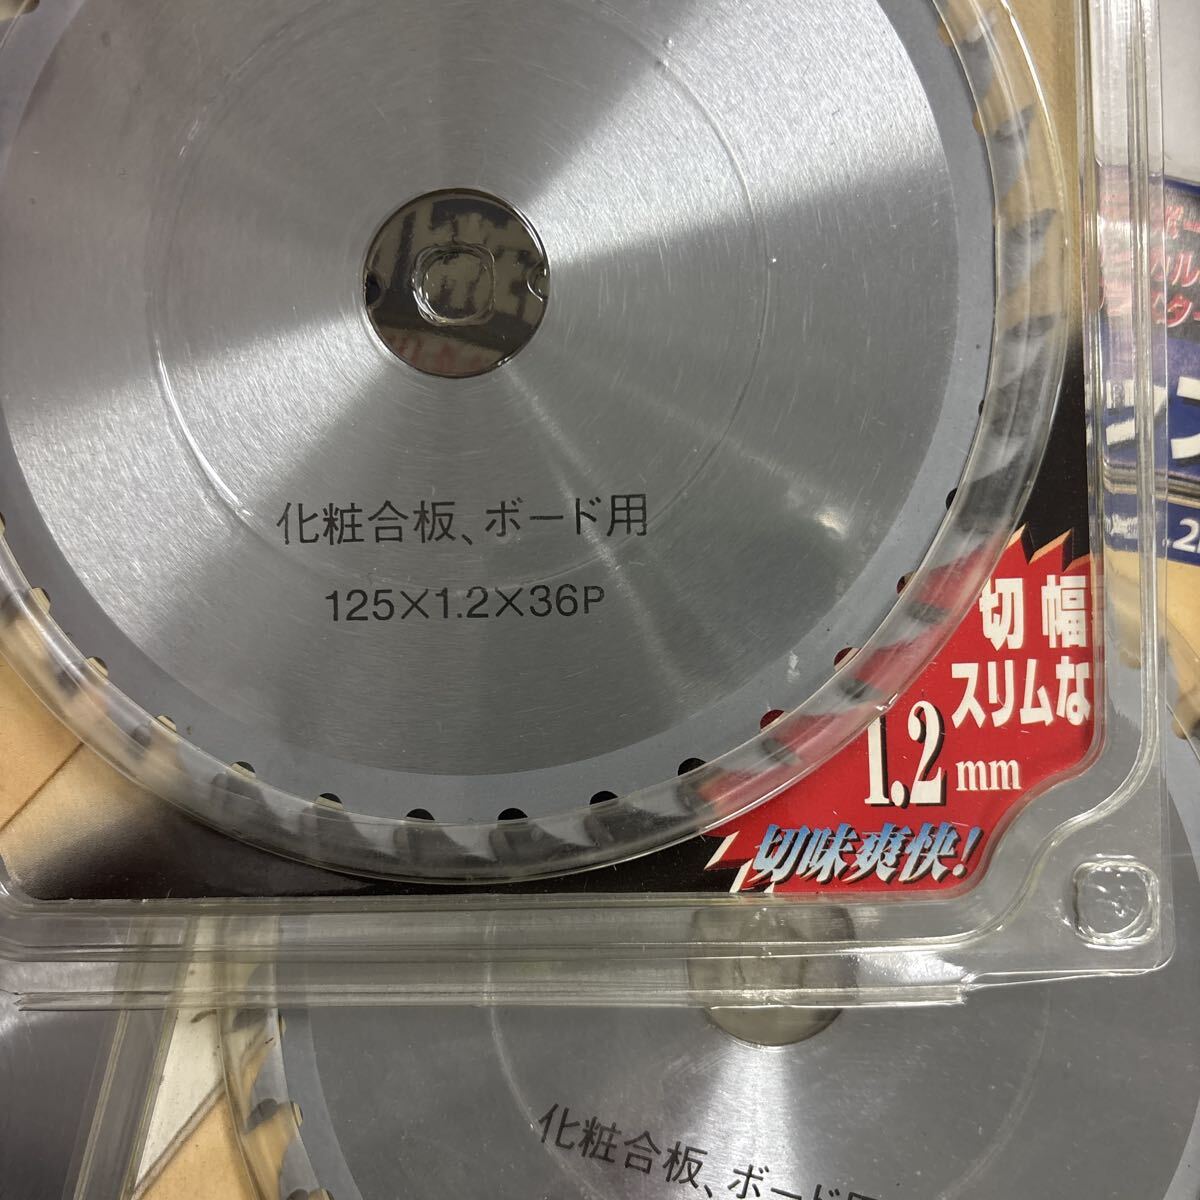 化粧合板、ボード用
125×1.2×36P
切幅
スリムな
1.2mm
切味爽快!
化粧合板、ボード用